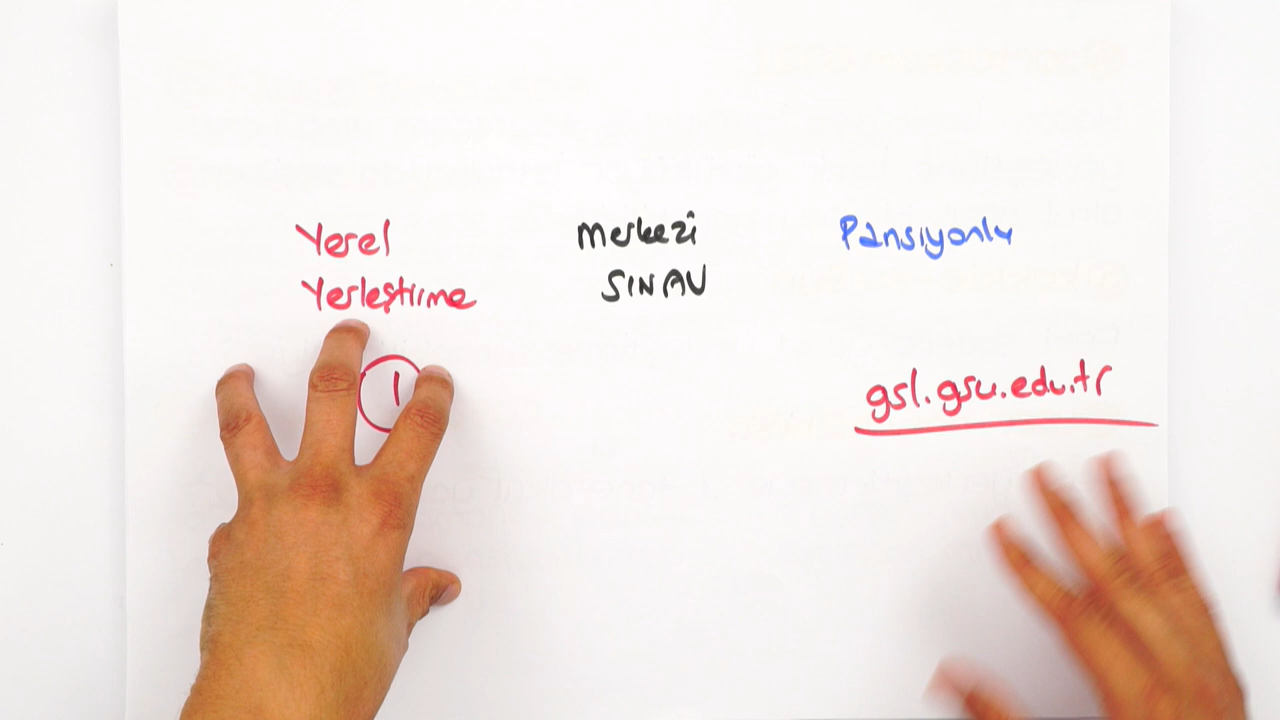 Yerel
Yerleştirme
Merkezi
SINAV
Pansiyonlu
1
gsl.gsu.edu.tr